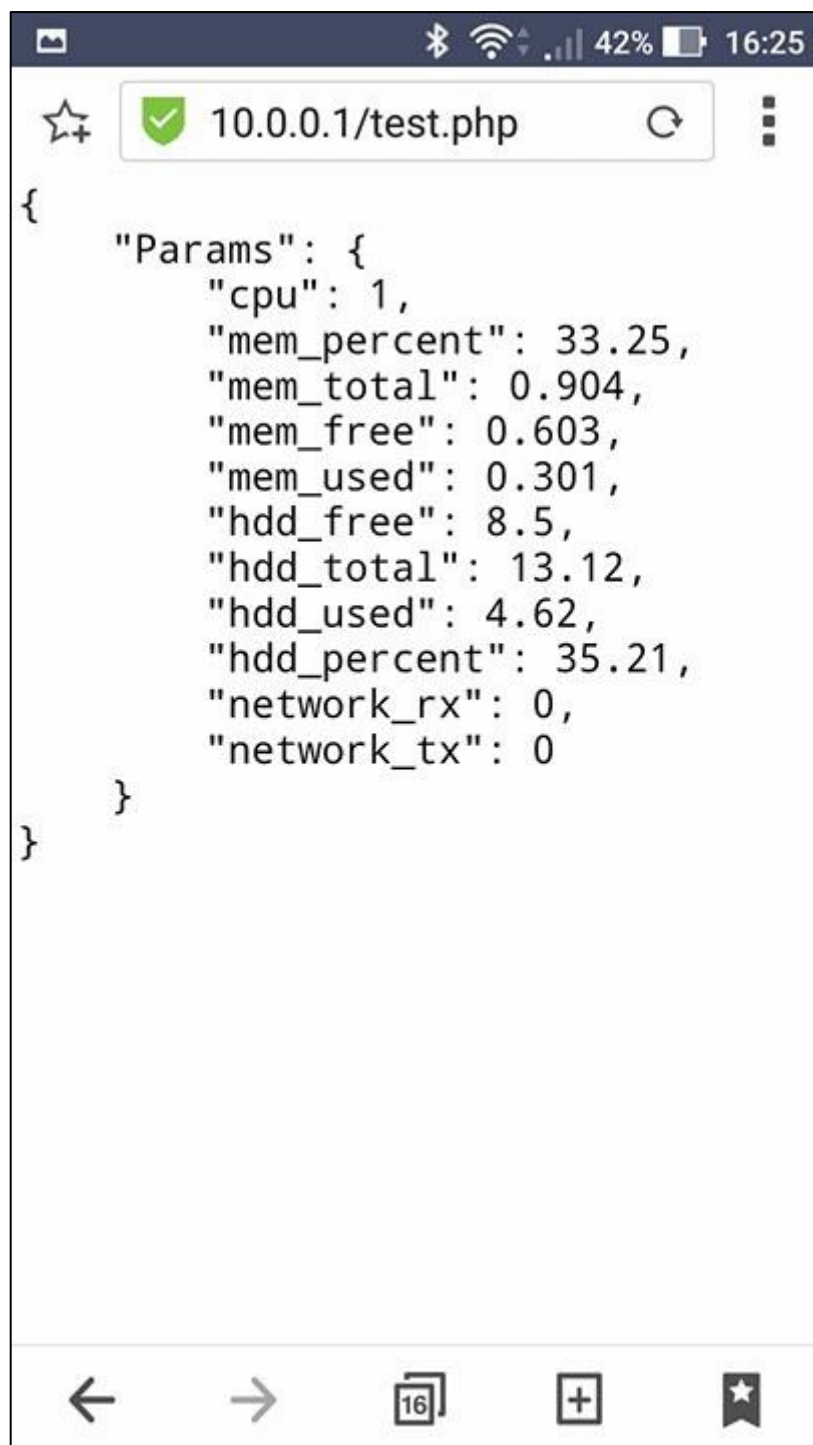 42% 16:25
10.0.0.1/test.php
{
"Params": {
"cpu": 1,
"mem_percent": 33.25,
"mem_total": 0.904,
"mem_free": 0.603,
"mem_used": 0.301,
"hdd_free": 8.5,
"hdd_total": 13.12,
"hdd_used": 4.62,
"hdd_percent": 35.21,
"network_rx": 0,
"network_tx": 0
}
}
16